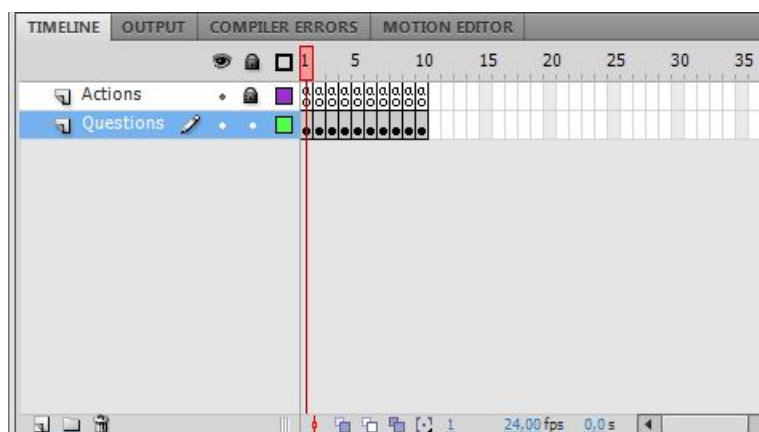 TIMELINE OUTPUT COMPILER ERRORS MOTION EDITOR
1 5 10 15 20 25 30 35
Actions
Questions
1 24,00 fps 0,0 s